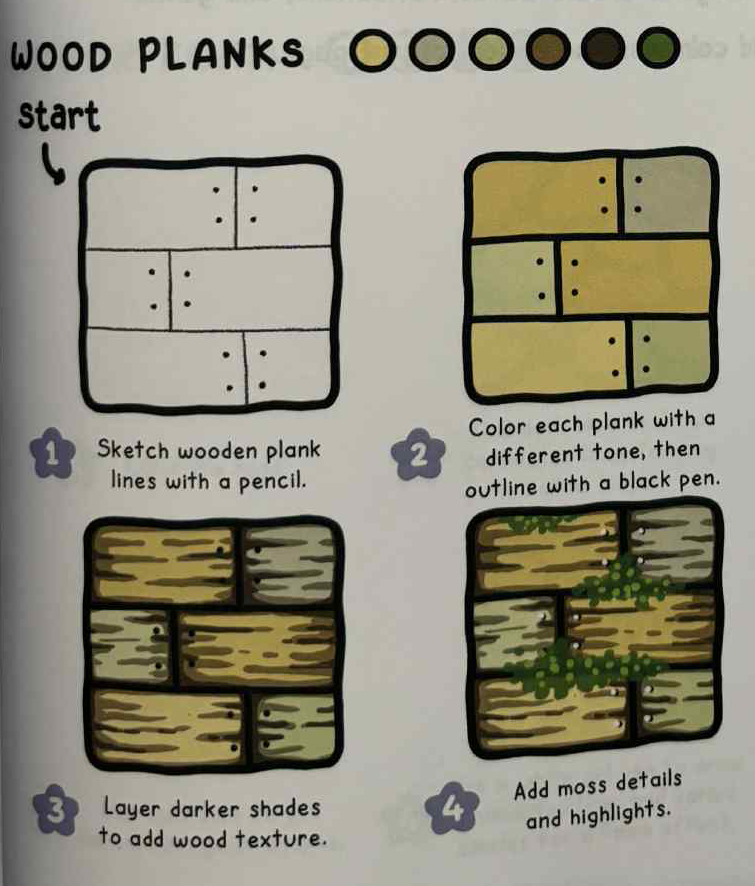 WOOD PLANKS
start
1 Sketch wooden plank
lines with a pencil.
2 Color each plank with a
different tone, then
outline with a black pen.
3 Layer darker shades
to add wood texture.
4 Add moss details
and highlights.